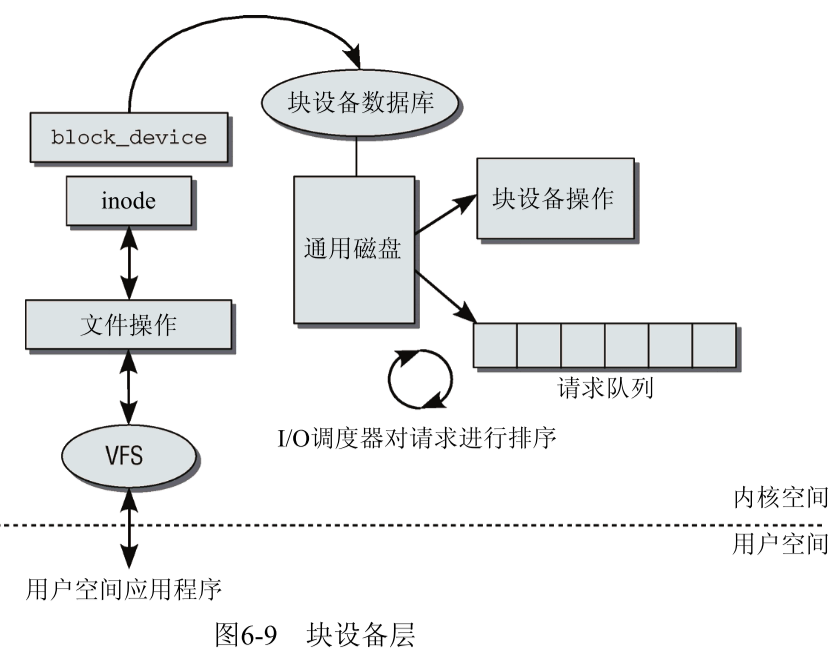 块设备数据库
block_device
inode
块设备操作
通用磁盘
文件操作
请求队列
I/O调度器对请求进行排序
VFS
内核空间
用户空间
用户空间应用程序
图6-9 块设备层